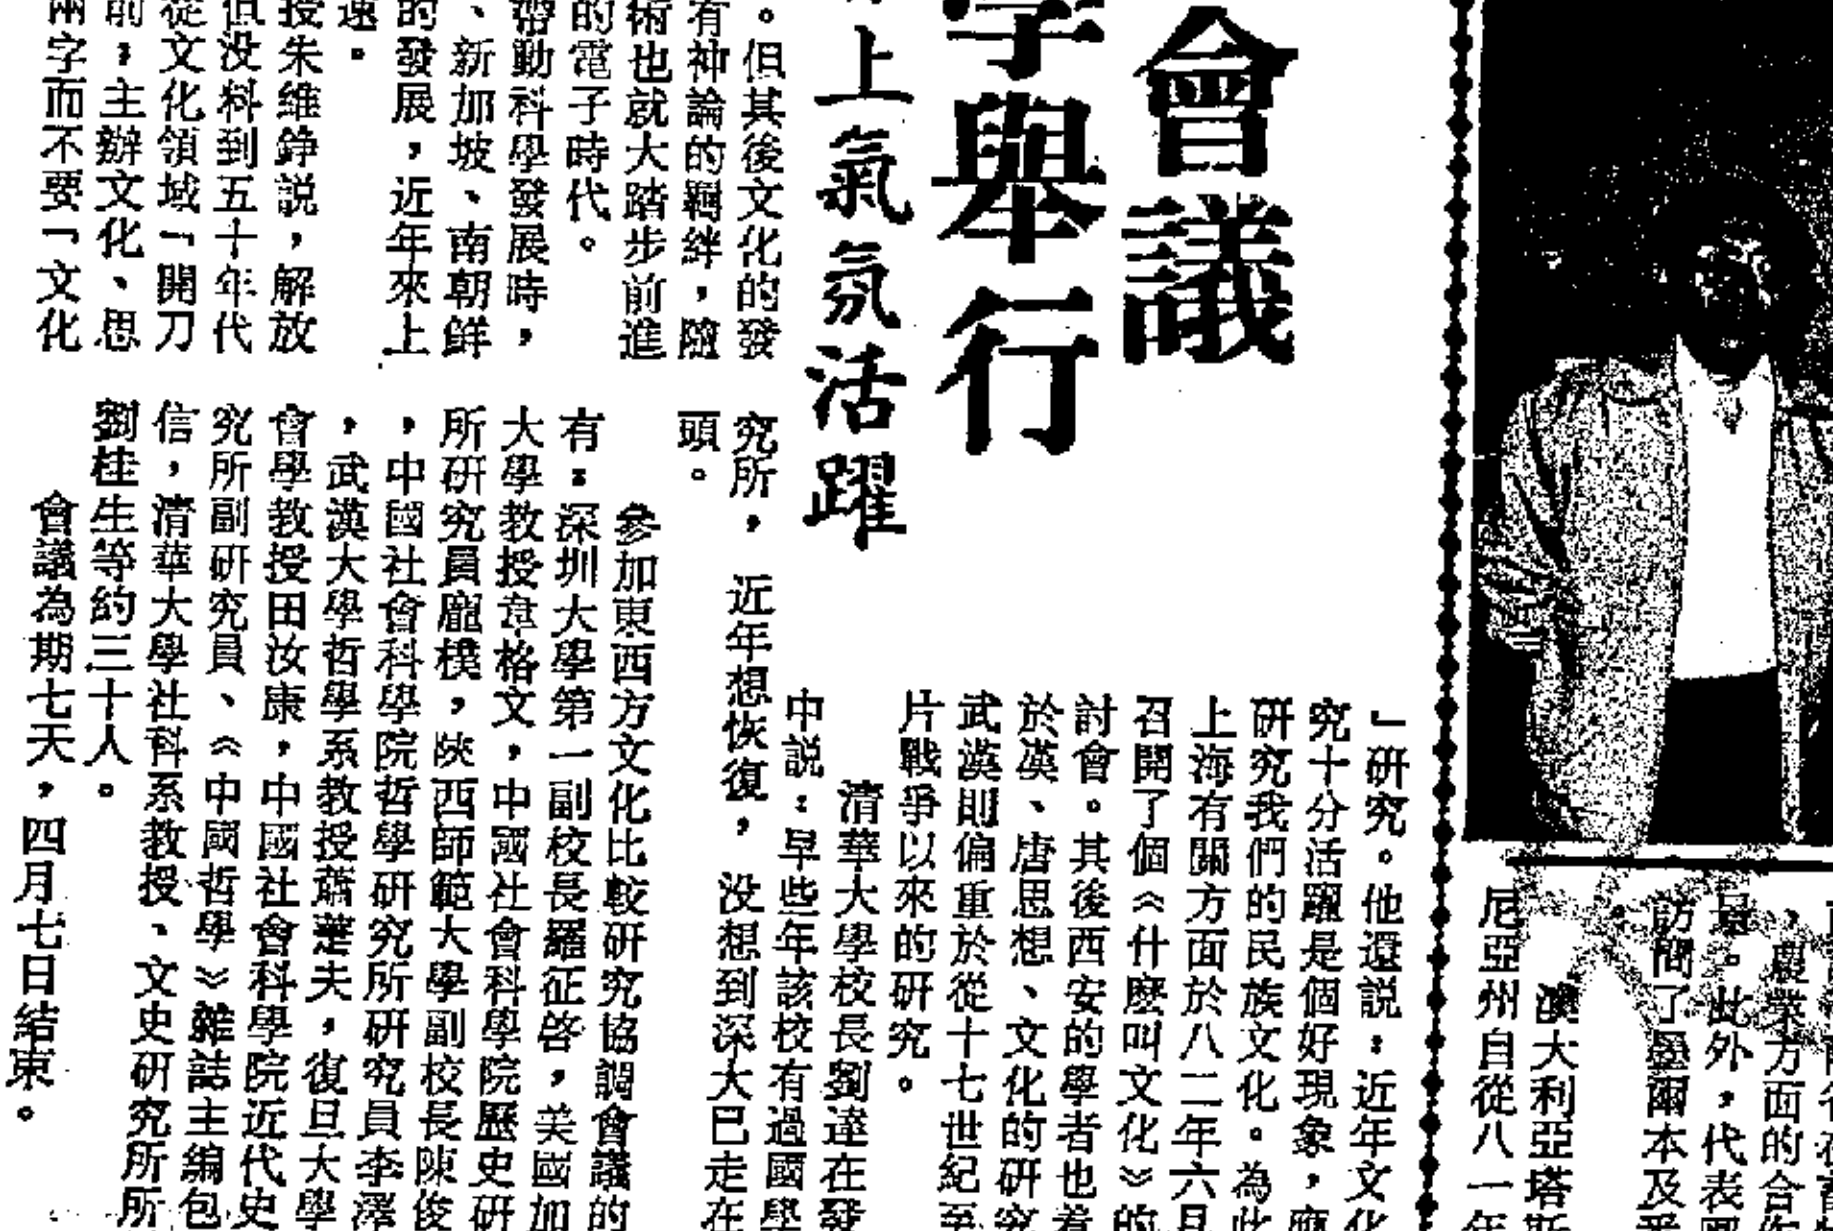 會議
學舉行
上氣氛活躍
。但其後文化的發
有神論的羈絆，隨
術也就大踏步前進
的電子時代。
帶動科學發展時，
、新加坡、南朝鮮
的發展，近年來上
速。
授朱維錚説，解放
但没料到五十年代
從文化領域「開刀
前，主辦文化、思
兩字而不要「文化
」研究。他還説：近年文化
究十分活躍是個好現象，應
研究我們的民族文化。為此
上海有關方面於八二年六月
召開了個《什麽叫文化》的
討會。其後西安的學者也着
於漢、唐思想、文化的研究
武漢則偏重於從十七世紀至
片戰爭以來的研究。
清華大學校長劉達在發
中説：早些年該校有過國學
究所，近年想恢復，没想到深大已走在
頭。
參加東西方文化比較研究協調會議的
有：深圳大學第一副校長羅征啓，美國加
大學教授韋格文，中國社會科學院歷史研
所研究員龐樸，陝西師範大學副校長陳俊
，中國社會科學院哲學研究所研究員李澤
，武漢大學哲學系教授蕭萐夫，復旦大學
會學教授田汝康，中國社會科學院近代史
究所副研究員、《中國哲學》雜誌主編包
信，清華大學社科系教授、文史研究所所
劉桂生等約三十人。
會議為期七天，四月七日結束。
，農業方面的合作
。此外，代表團
訪問了墨爾本及悉
澳大利亞塔斯
尼亞州自從八一年